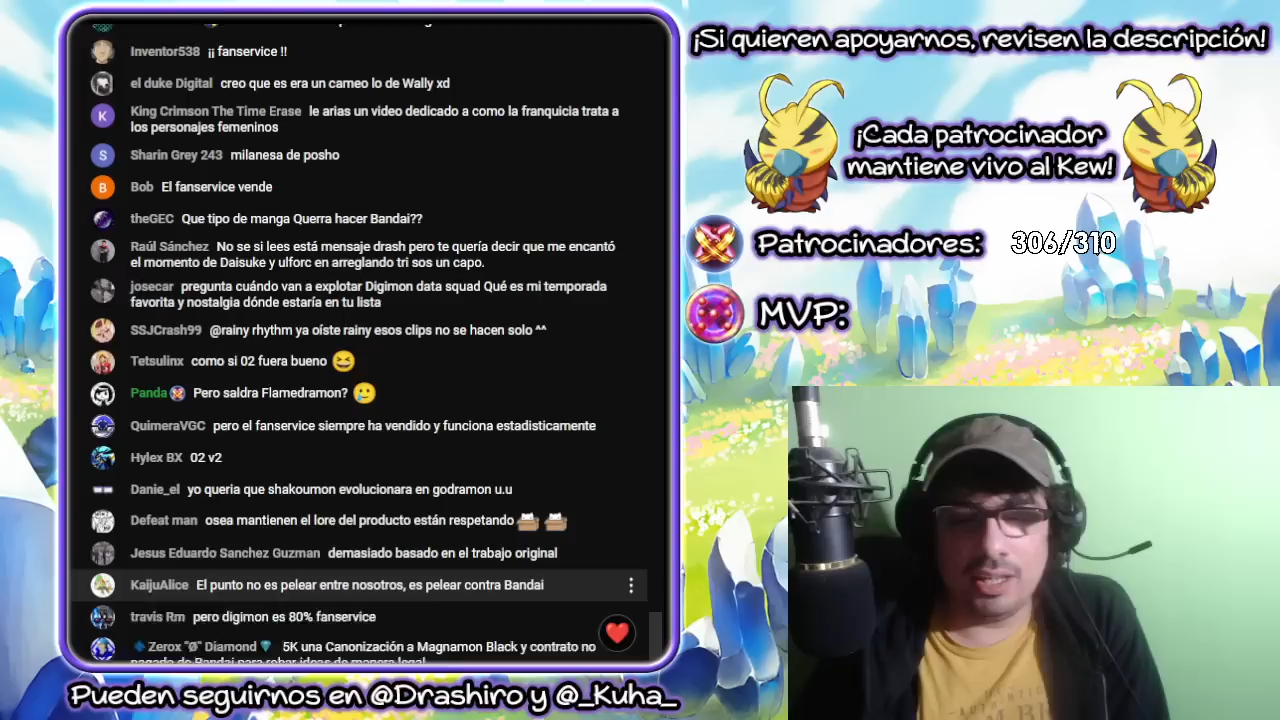 Inventor538 ¡¡ fanservice !!
el duke Digital creo que es era un cameo lo de Wally xd
King Crimson The Time Erase le arias un video dedicado a como la franquicia trata a
los personajes femeninos
Sharin Grey 243 milanesa de posho
Bob El fanservice vende
theGEC Que tipo de manga Querra hacer Bandai??
Raúl Sánchez No se si lees está mensaje drash pero te quería decir que me encantó
el momento de Daisuke y ulforc en arreglando tri sos un capo.
josecar pregunta cuándo van a explotar Digimon data squad Qué es mi temporada
favorita y nostalgia dónde estaría en tu lista
SSJCrash99 @rainy rhythm ya oíste rainy esos clips no se hacen solo ^^
Tetsulinx como si 02 fuera bueno
Panda Pero saldra Flamedramon?
QuimeraVGC pero el fanservice siempre ha vendido y funciona estadisticamente
Hylex BX 02 v2
Danie_el yo queria que shakoumon evolucionara en godramon u.u
Defeat man osea mantienen el lore del producto están respetando
Jesus Eduardo Sanchez Guzman demasiado basado en el trabajo original
KaijuAlice El punto no es pelear entre nosotros, es pelear contra Bandai
travis Rm pero digimon es 80% fanservice
Zerox "Ø" Diamond 5K una Canonización a Magnamon Black y contrato no
pagado de Bandai para robar ideas de manera legal
Pueden seguirnos en @Drashiro y @_Kuha_
¡Si quieren apoyarnos, revisen la descripción!
¡Cada patrocinador
mantiene vivo al Kew!
Patrocinadores: 306/310
MVP: